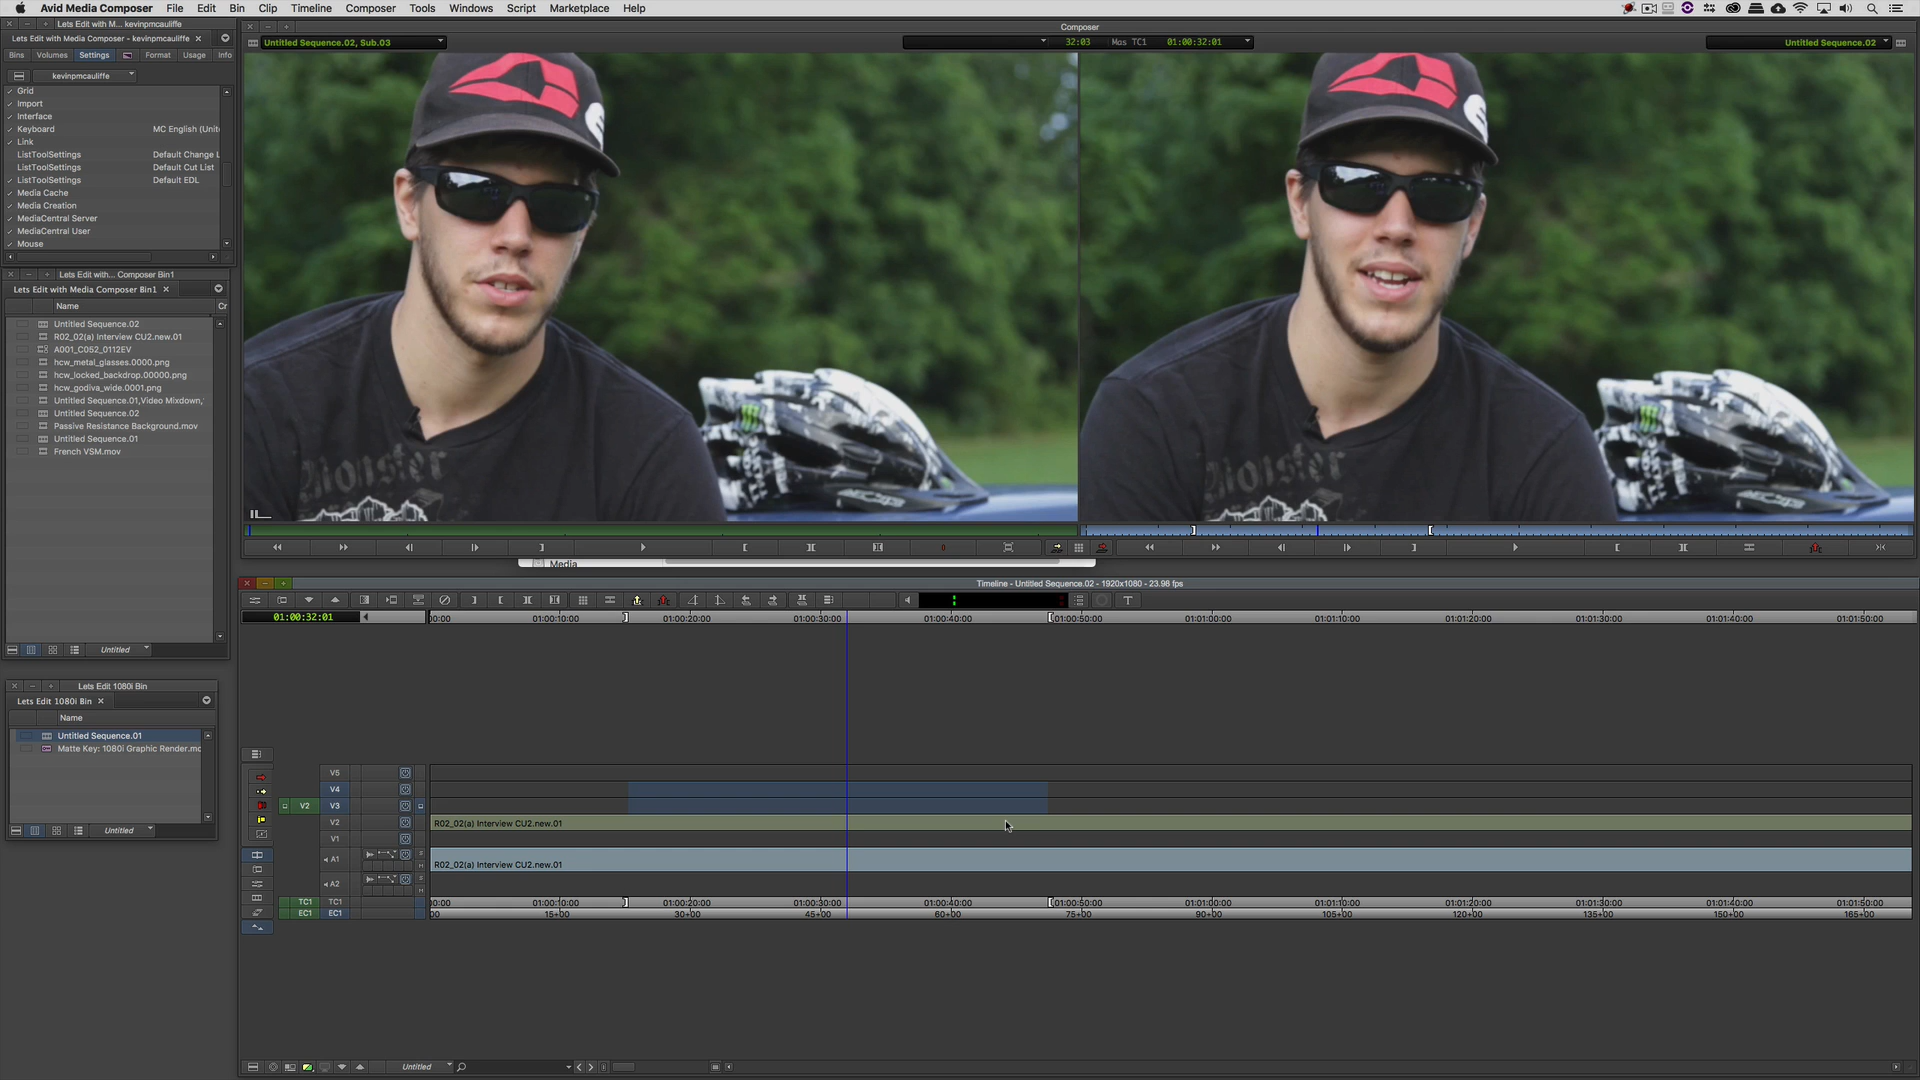 Avid Media Composer File Edit Bin Clip Timeline Composer Tools Windows Script Marketplace Help
Lets Edit with M... kevinpmcauliffe
Lets Edit with Media Composer - kevinpmcauliffe
Bins Volumes Settings Format Usage Info
kevinpmcauliffe
Grid
Import
Interface
Keyboard MC English (Unit
Link
ListToolSettings Default Change L
ListToolSettings Default Cut List
ListToolSettings Default EDL
Media Cache
Media Creation
MediaCentral Server
MediaCentral User
Mouse
Lets Edit with... Composer Bin1
Lets Edit with Media Composer Bin1
Name Cr
Untitled Sequence.02
R02_02(a) Interview CU2.new.01
A001_C052_0112EV
hcw_metal_glasses.0000.png
hcw_locked_backdrop.00000.png
hcw_godiva_wide.0001.png
Untitled Sequence.01,Video Mixdown,
Untitled Sequence.02
Passive Resistance Background.mov
Untitled Sequence.01
French VSM.mov
Untitled
Lets Edit 1080i Bin
Lets Edit 1080i Bin
Name
Untitled Sequence.01
Matte Key: 1080i Graphic Render.mo
Untitled
Composer
Untitled Sequence.02, Sub.03
32:03 Mas TC1 01:00:32:01
Untitled Sequence.02
Monster
Monster
Media
Timeline - Untitled Sequence.02 - 1920x1080 - 23.98 fps
01:00:32:01
00:00 01:00:10:00 01:00:20:00 01:00:30:00 01:00:40:00 01:00:50:00 01:01:00:00 01:01:10:00 01:01:20:00 01:01:30:00 01:01:40:00 01:01:50:00
V5
V4
V2 V3
V2 R02_02(a) Interview CU2.new.01
V1
A1 R02_02(a) Interview CU2.new.01
A2
TC1 TC1 00:00 01:00:10:00 01:00:20:00 01:00:30:00 01:00:40:00 01:00:50:00 01:01:00:00 01:01:10:00 01:01:20:00 01:01:30:00 01:01:40:00 01:01:50:00
EC1 EC1 00 15+00 30+00 45+00 60+00 75+00 90+00 105+00 120+00 135+00 150+00 165+00
Untitled